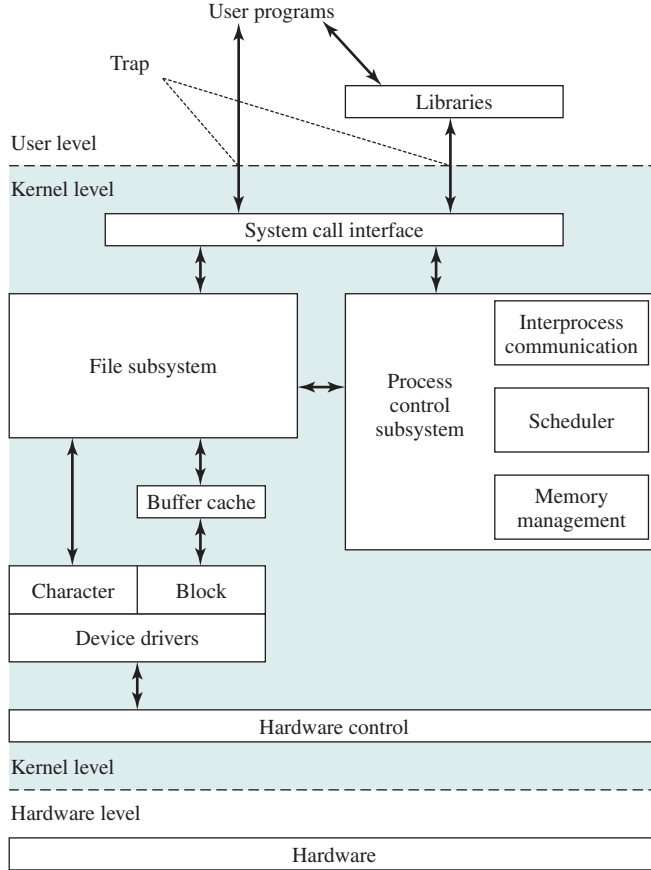 User programs
Trap
Libraries
User level
Kernel level
System call interface
File subsystem
Process
control
subsystem
Interprocess
communication
Scheduler
Memory
management
Buffer cache
Character
Block
Device drivers
Hardware control
Kernel level
Hardware level
Hardware